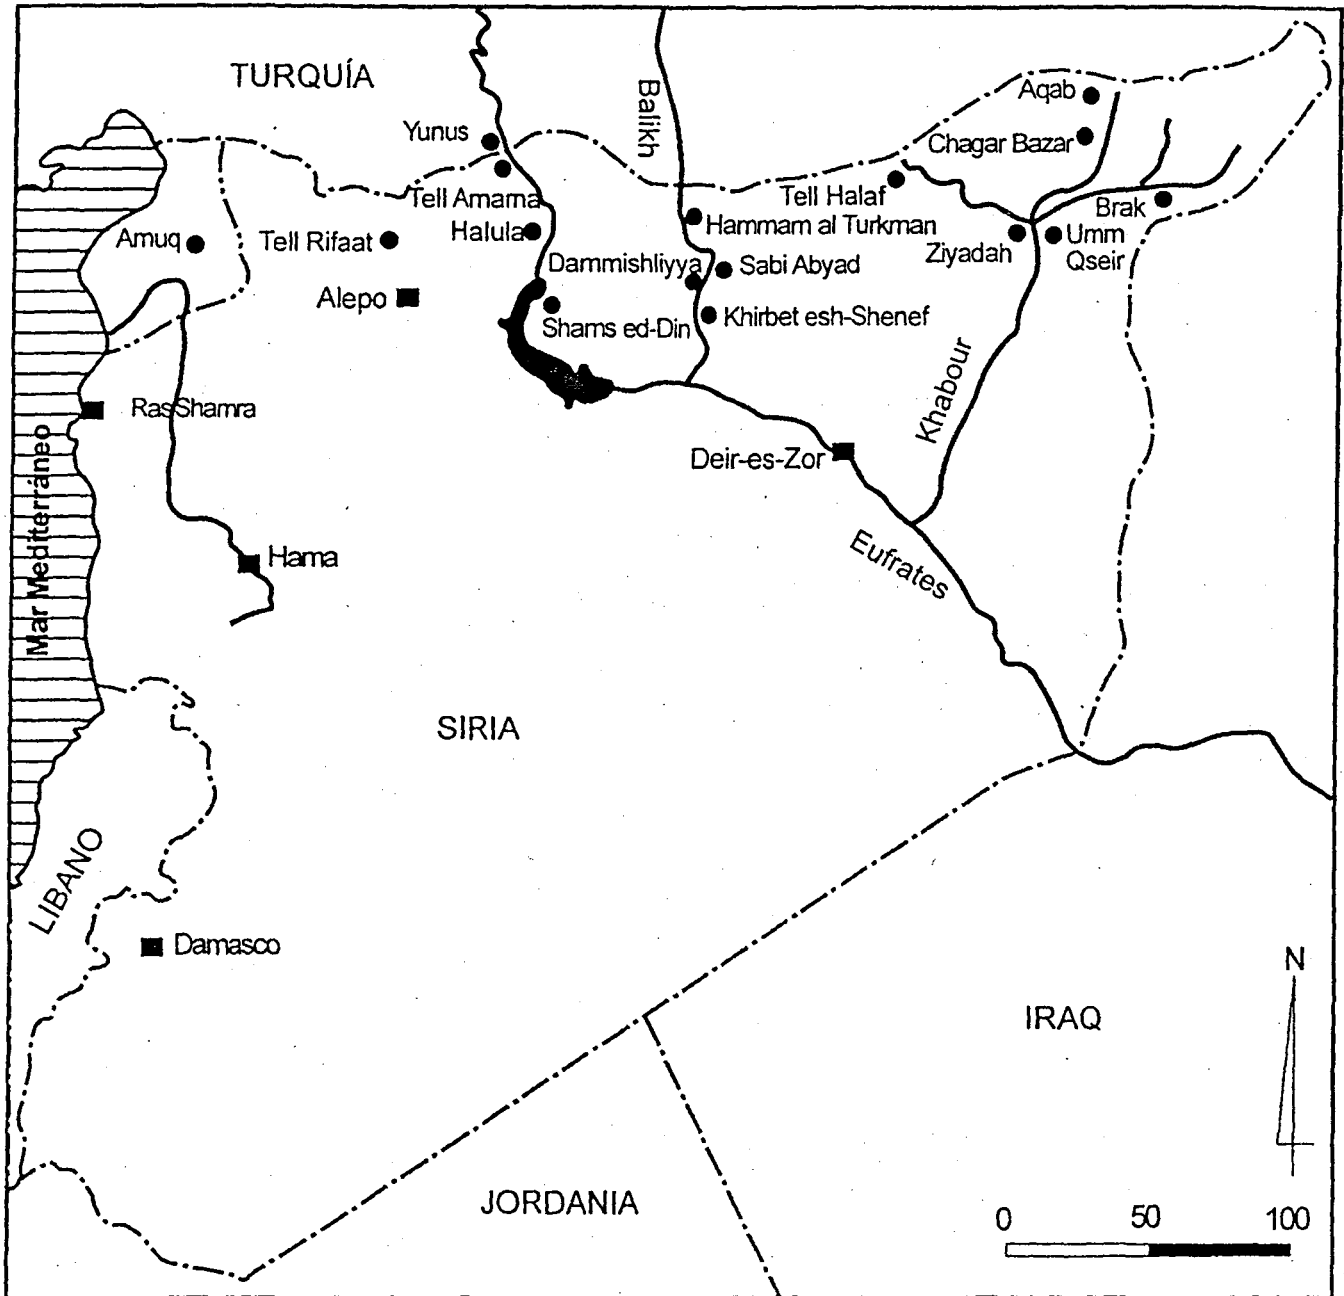 TURQUÍA
Balikh
Aqab
Yunus
Chagar Bazar
Tell Amarna
Tell Halaf
Brak
Amuq
Tell Rifaat
Halula
Hammam al Turkman
Ziyadah
Umm
Qseir
Dammishliyya
Sabi Abyad
Alepo
Shams ed-Din
Khirbet esh-Shenef
Khabour
Ras Shamra
Mar Mediterráneo
Deir-es-Zor
Hama
Eufrates
SIRIA
LIBANO
Damasco
N
IRAQ
JORDANIA
0 50 100